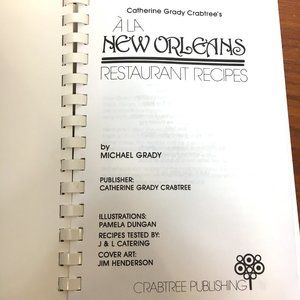 Catherine Grady Crabtree's
À LA
NEW ORLEANS
RESTAURANT RECIPES
by
MICHAEL GRADY
PUBLISHER:
CATHERINE GRADY CRABTREE
ILLUSTRATIONS:
PAMELA DUNGAN
RECIPES TESTED BY:
J & L CATERING
COVER ART:
JIM HENDERSON
CRABTREE PUBLISHING